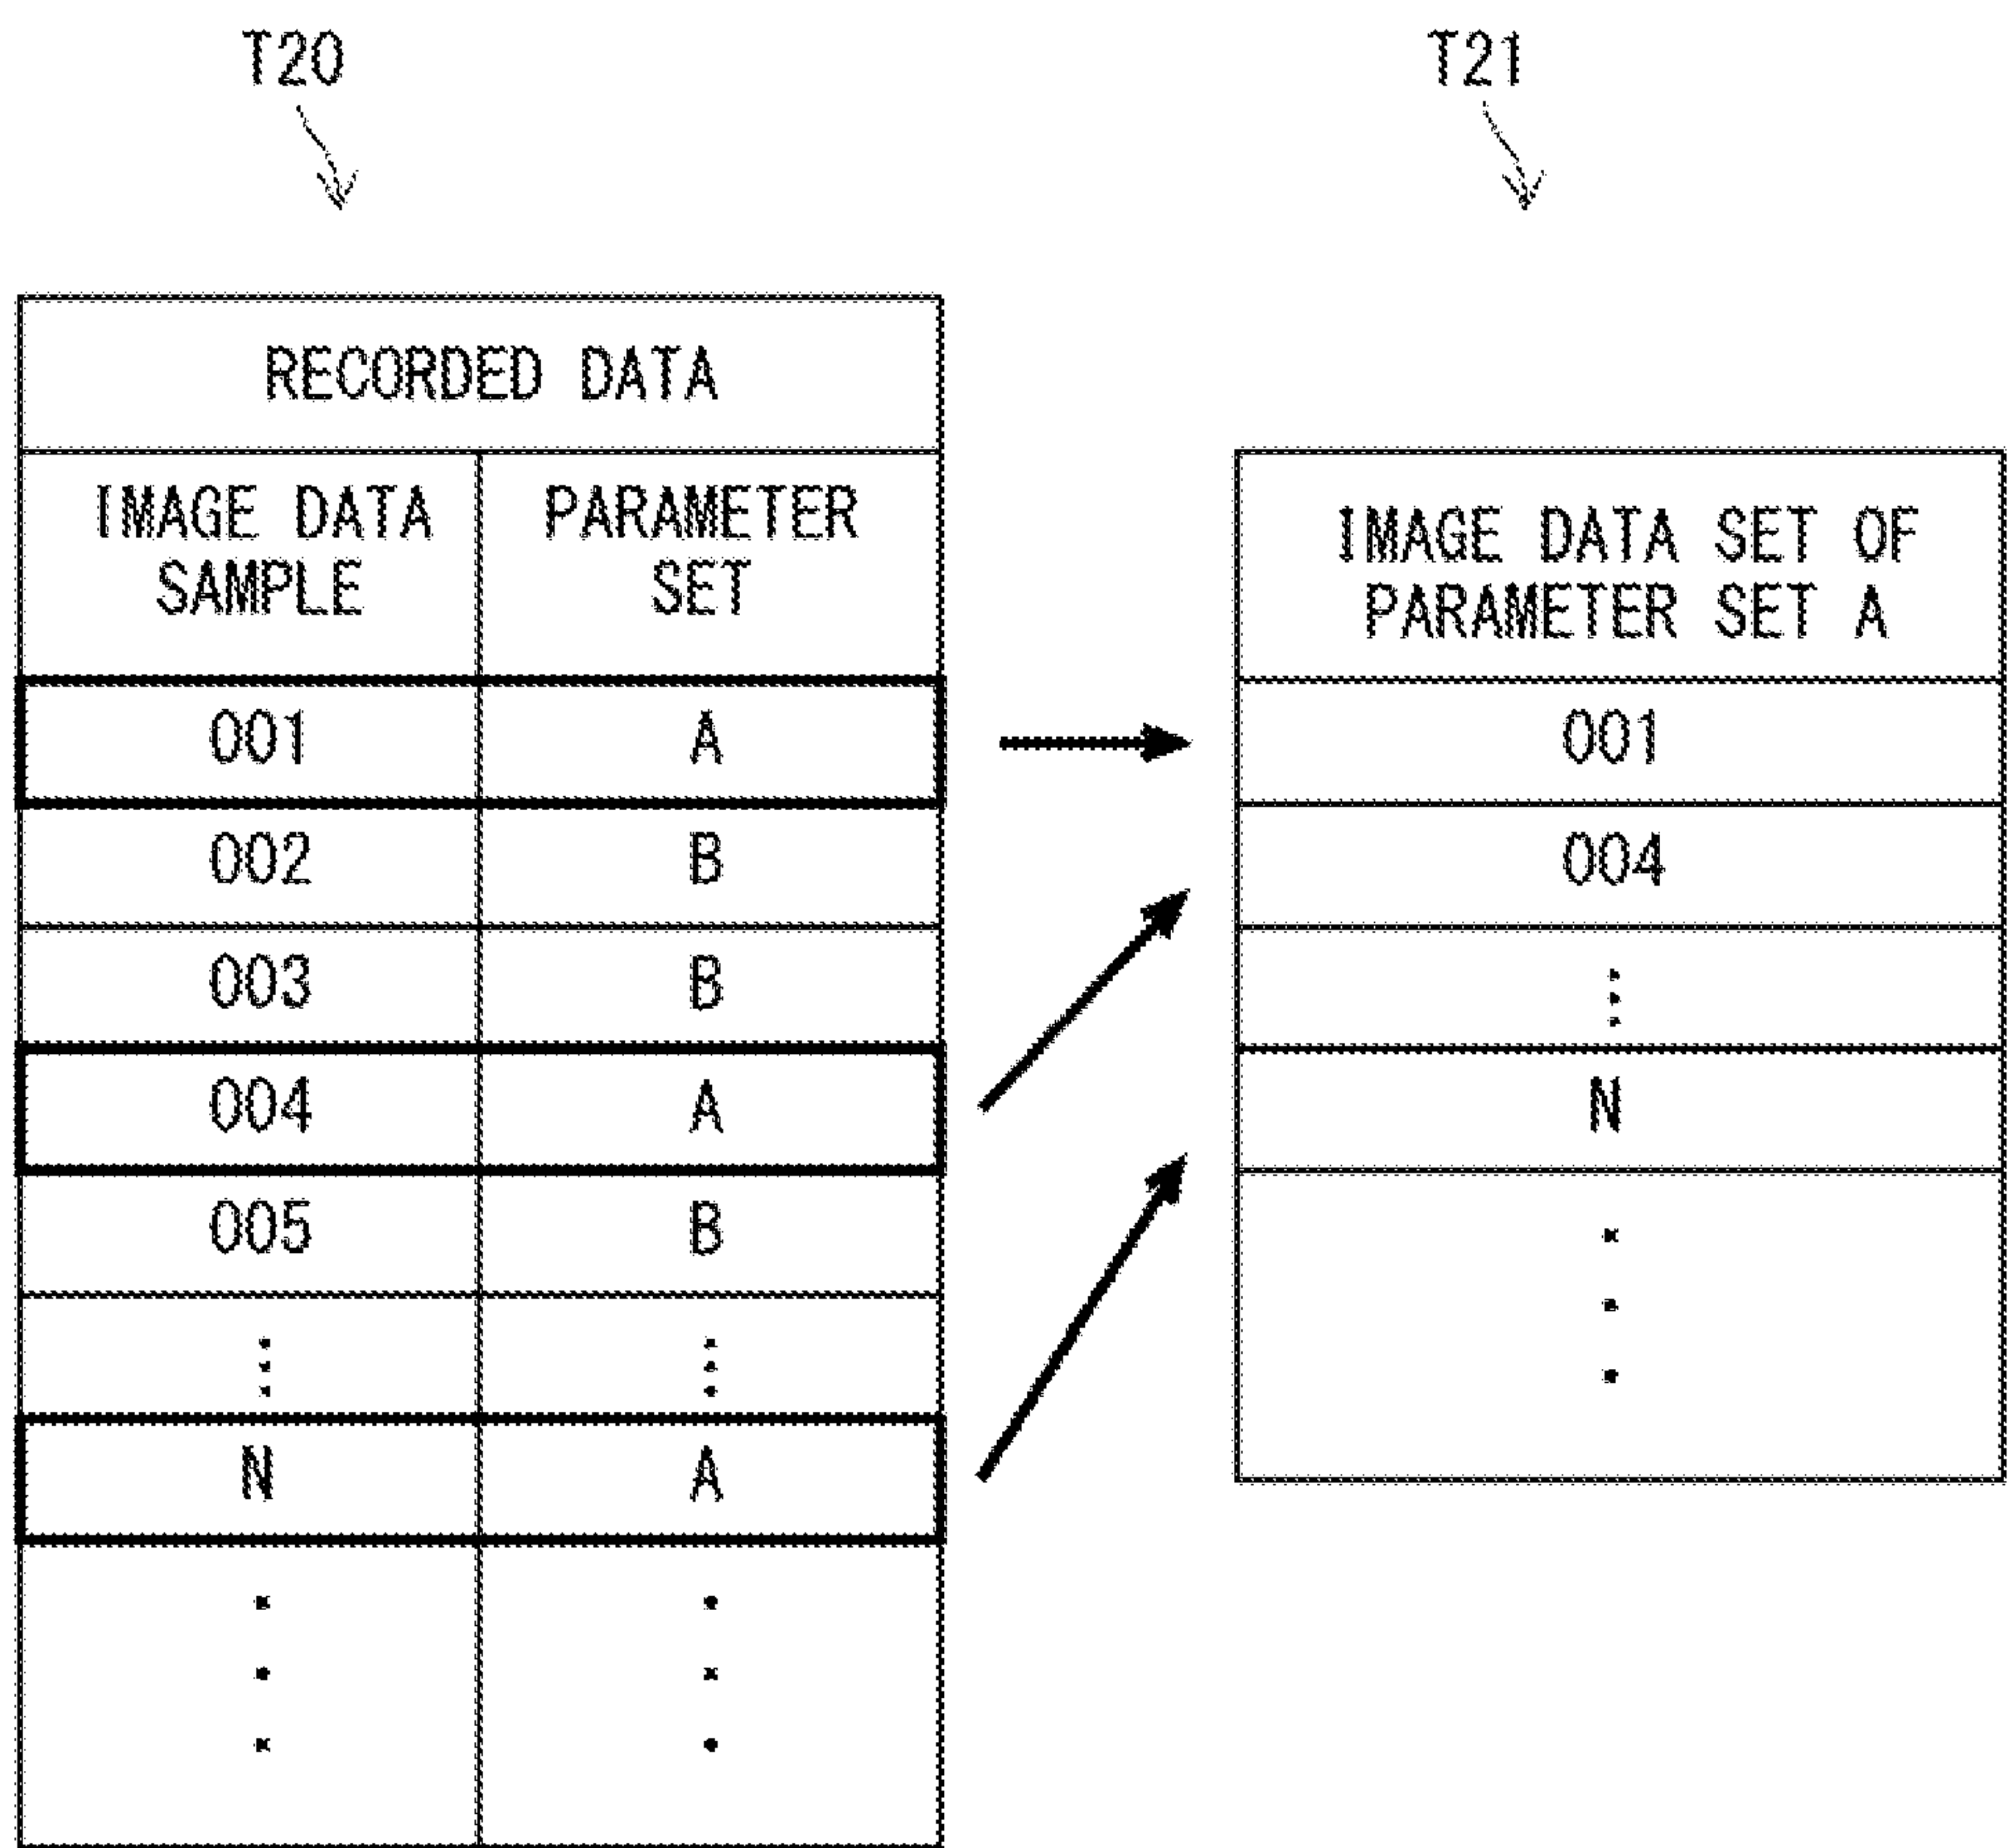 T20
T21
RECORDED DATA
IMAGE DATA SAMPLE
PARAMETER SET
001 A
002 B
003 B
004 A
005 B
⋮ ⋮
N A
⋮ ⋮
IMAGE DATA SET OF
PARAMETER SET A
001
004
⋮
N
⋮